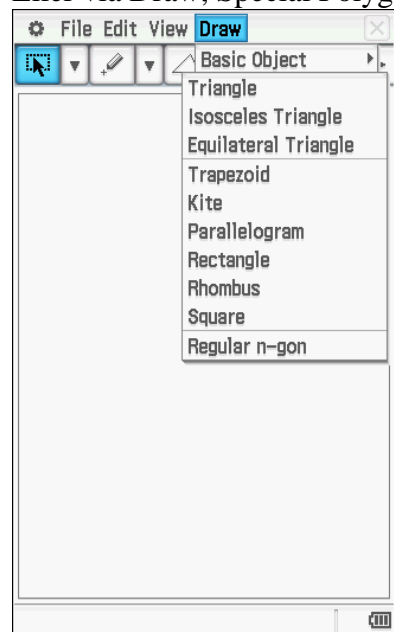 Enter via Draw, Special Polyg
File Edit View Draw
Basic Object
Triangle
Isosceles Triangle
Equilateral Triangle
Trapezoid
Kite
Parallelogram
Rectangle
Rhombus
Square
Regular n-gon